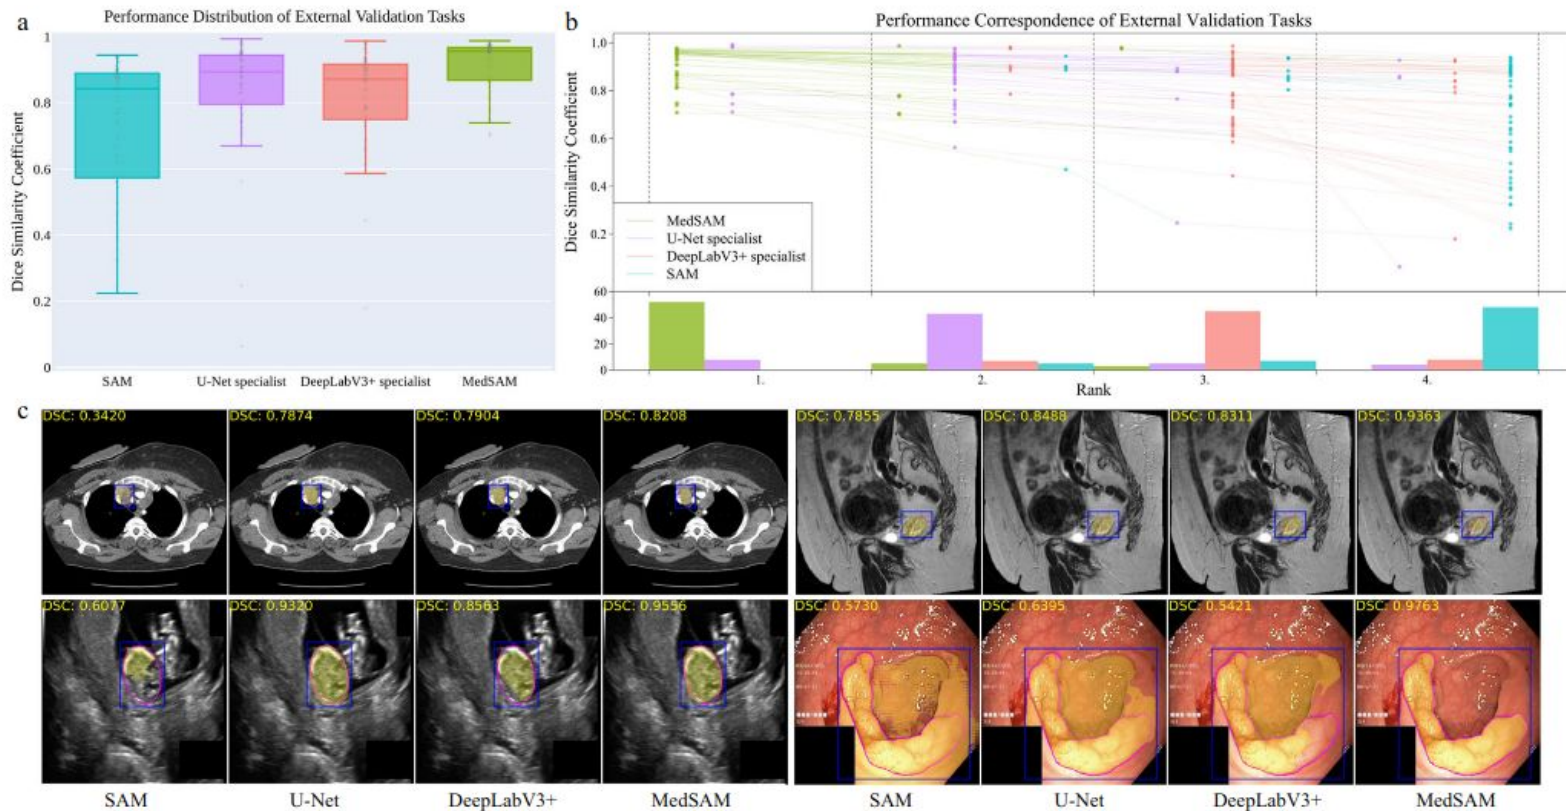 a
Performance Distribution of External Validation Tasks
Dice Similarity Coefficient
1
0.8
0.6
0.4
0.2
0
SAM
U-Net specialist
DeepLabV3+ specialist
MedSAM
b
Performance Correspondence of External Validation Tasks
Dice Similarity Coefficient
1.0
0.8
0.6
0.4
0.2
MedSAM
U-Net specialist
DeepLabV3+ specialist
SAM
60
40
20
0
1.
2.
3.
4.
Rank
c
DSC: 0.3420
DSC: 0.7874
DSC: 0.7904
DSC: 0.8208
DSC: 0.7855
DSC: 0.8488
DSC: 0.8311
DSC: 0.9363
DSC: 0.6077
DSC: 0.9320
DSC: 0.8563
DSC: 0.9556
DSC: 0.5730
DSC: 0.6395
DSC: 0.5421
DSC: 0.9763
SAM
U-Net
DeepLabV3+
MedSAM
SAM
U-Net
DeepLabV3+
MedSAM